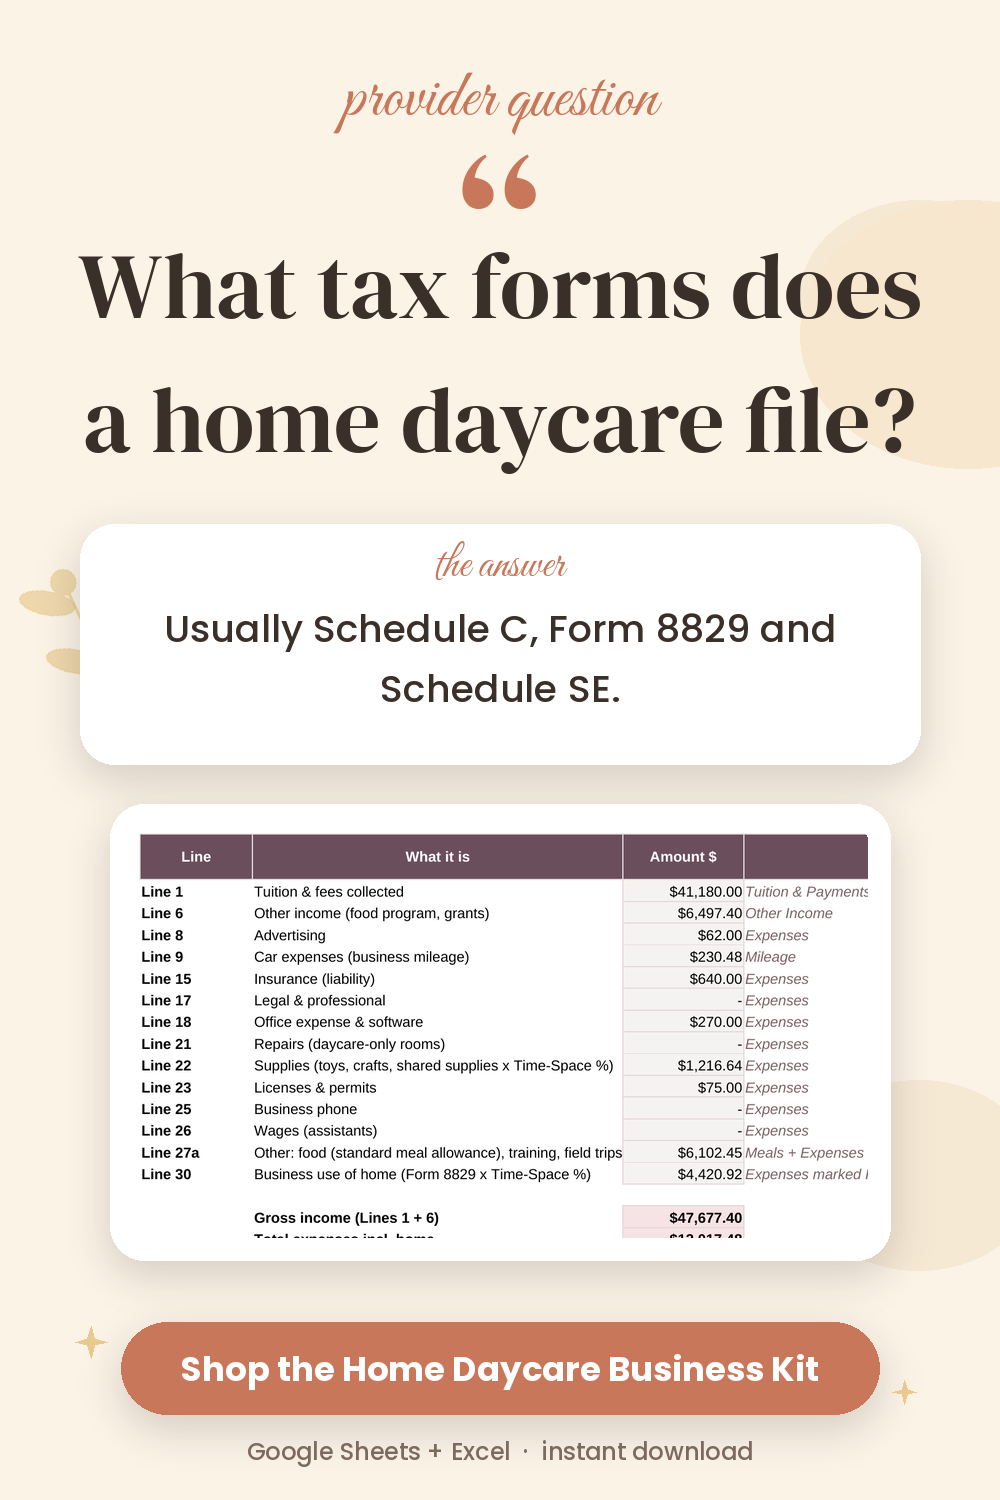 provider question
“
What tax forms does
a home daycare file?
the answer
Usually Schedule C, Form 8829 and
Schedule SE.
Line What it is Amount $
Line 1 Tuition & fees collected $41,180.00 Tuition & Payments
Line 6 Other income (food program, grants) $6,497.40 Other Income
Line 8 Advertising $62.00 Expenses
Line 9 Car expenses (business mileage) $230.48 Mileage
Line 15 Insurance (liability) $640.00 Expenses
Line 17 Legal & professional - Expenses
Line 18 Office expense & software $270.00 Expenses
Line 21 Repairs (daycare-only rooms) - Expenses
Line 22 Supplies (toys, crafts, shared supplies x Time-Space %) $1,216.64 Expenses
Line 23 Licenses & permits $75.00 Expenses
Line 25 Business phone - Expenses
Line 26 Wages (assistants) - Expenses
Line 27a Other: food (standard meal allowance), training, field trips $6,102.45 Meals + Expenses
Line 30 Business use of home (Form 8829 x Time-Space %) $4,420.92 Expenses marked
Gross income (Lines 1 + 6) $47,677.40
Shop the Home Daycare Business Kit
Google Sheets + Excel · instant download